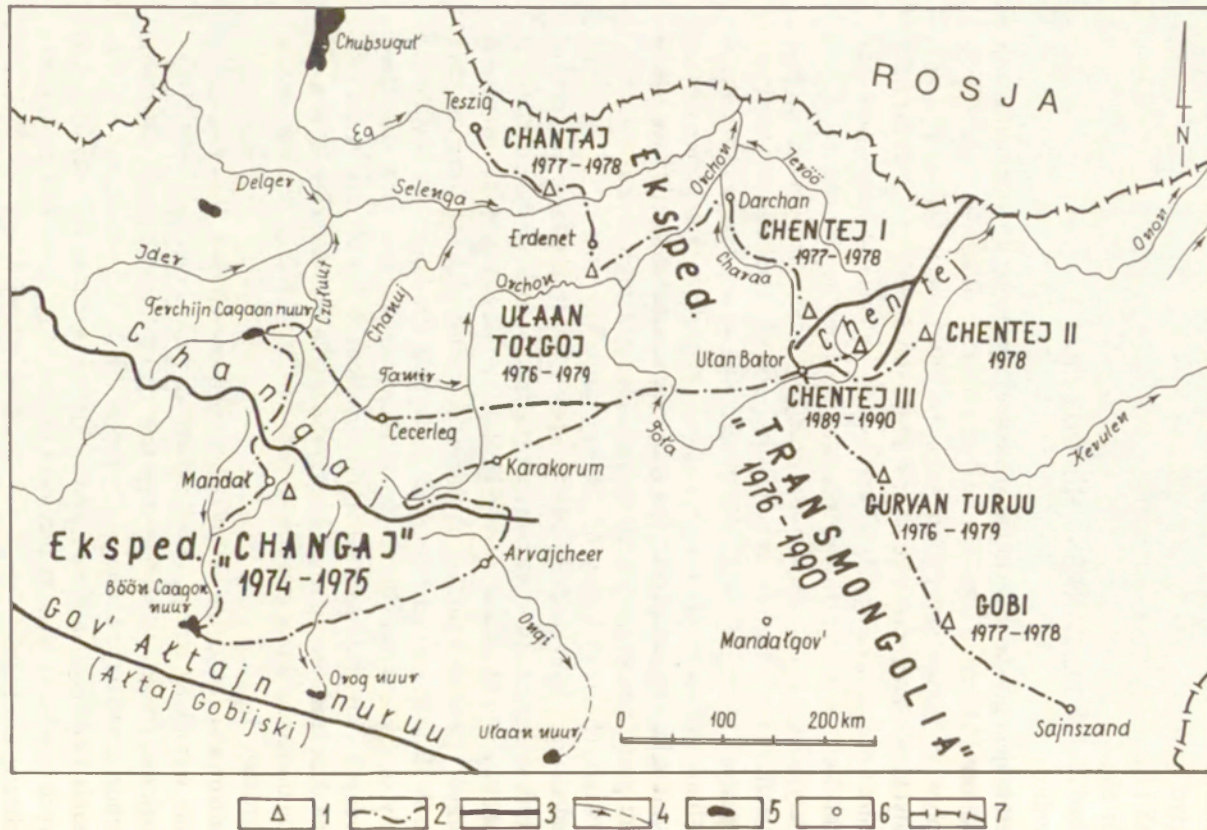 Chubsuguł
ROSJA
N
Teszig
Eg
CHANTAJ
1977-1978
Eksped.
"TRANSMONGOLIA"
1976-1990
Orchon
Jeröö
Delger
Selenga
Darchan
Onon
Erdenet
CHENTEJ I
1977-1978
Ider
Charaa
Terchijn Cagaan nuur
Czułuut
Chanuj
Orchon
Chentej
UŁAAN
TOŁGOJ
1976-1979
CHENTEJ II
1978
Ułan Bator
Changaj
Tamir
CHENTEJ III
1989-1990
Cecerleg
Toła
Kerulen
Karakorum
Mandał
GURVAN TURUU
1976-1979
Eksped. "CHANGAJ"
1974-1975
Arvajcheer
Böön Caagan
nuur
GOBI
1977-1978
Ongi
Mandałgov'
Gov' Ałtajn nuruu
(Ałtaj Gobijski)
Orog nuur
Sajnszand
Ułaan nuur
0 100 200 km
1 2 3 4 5 6 7